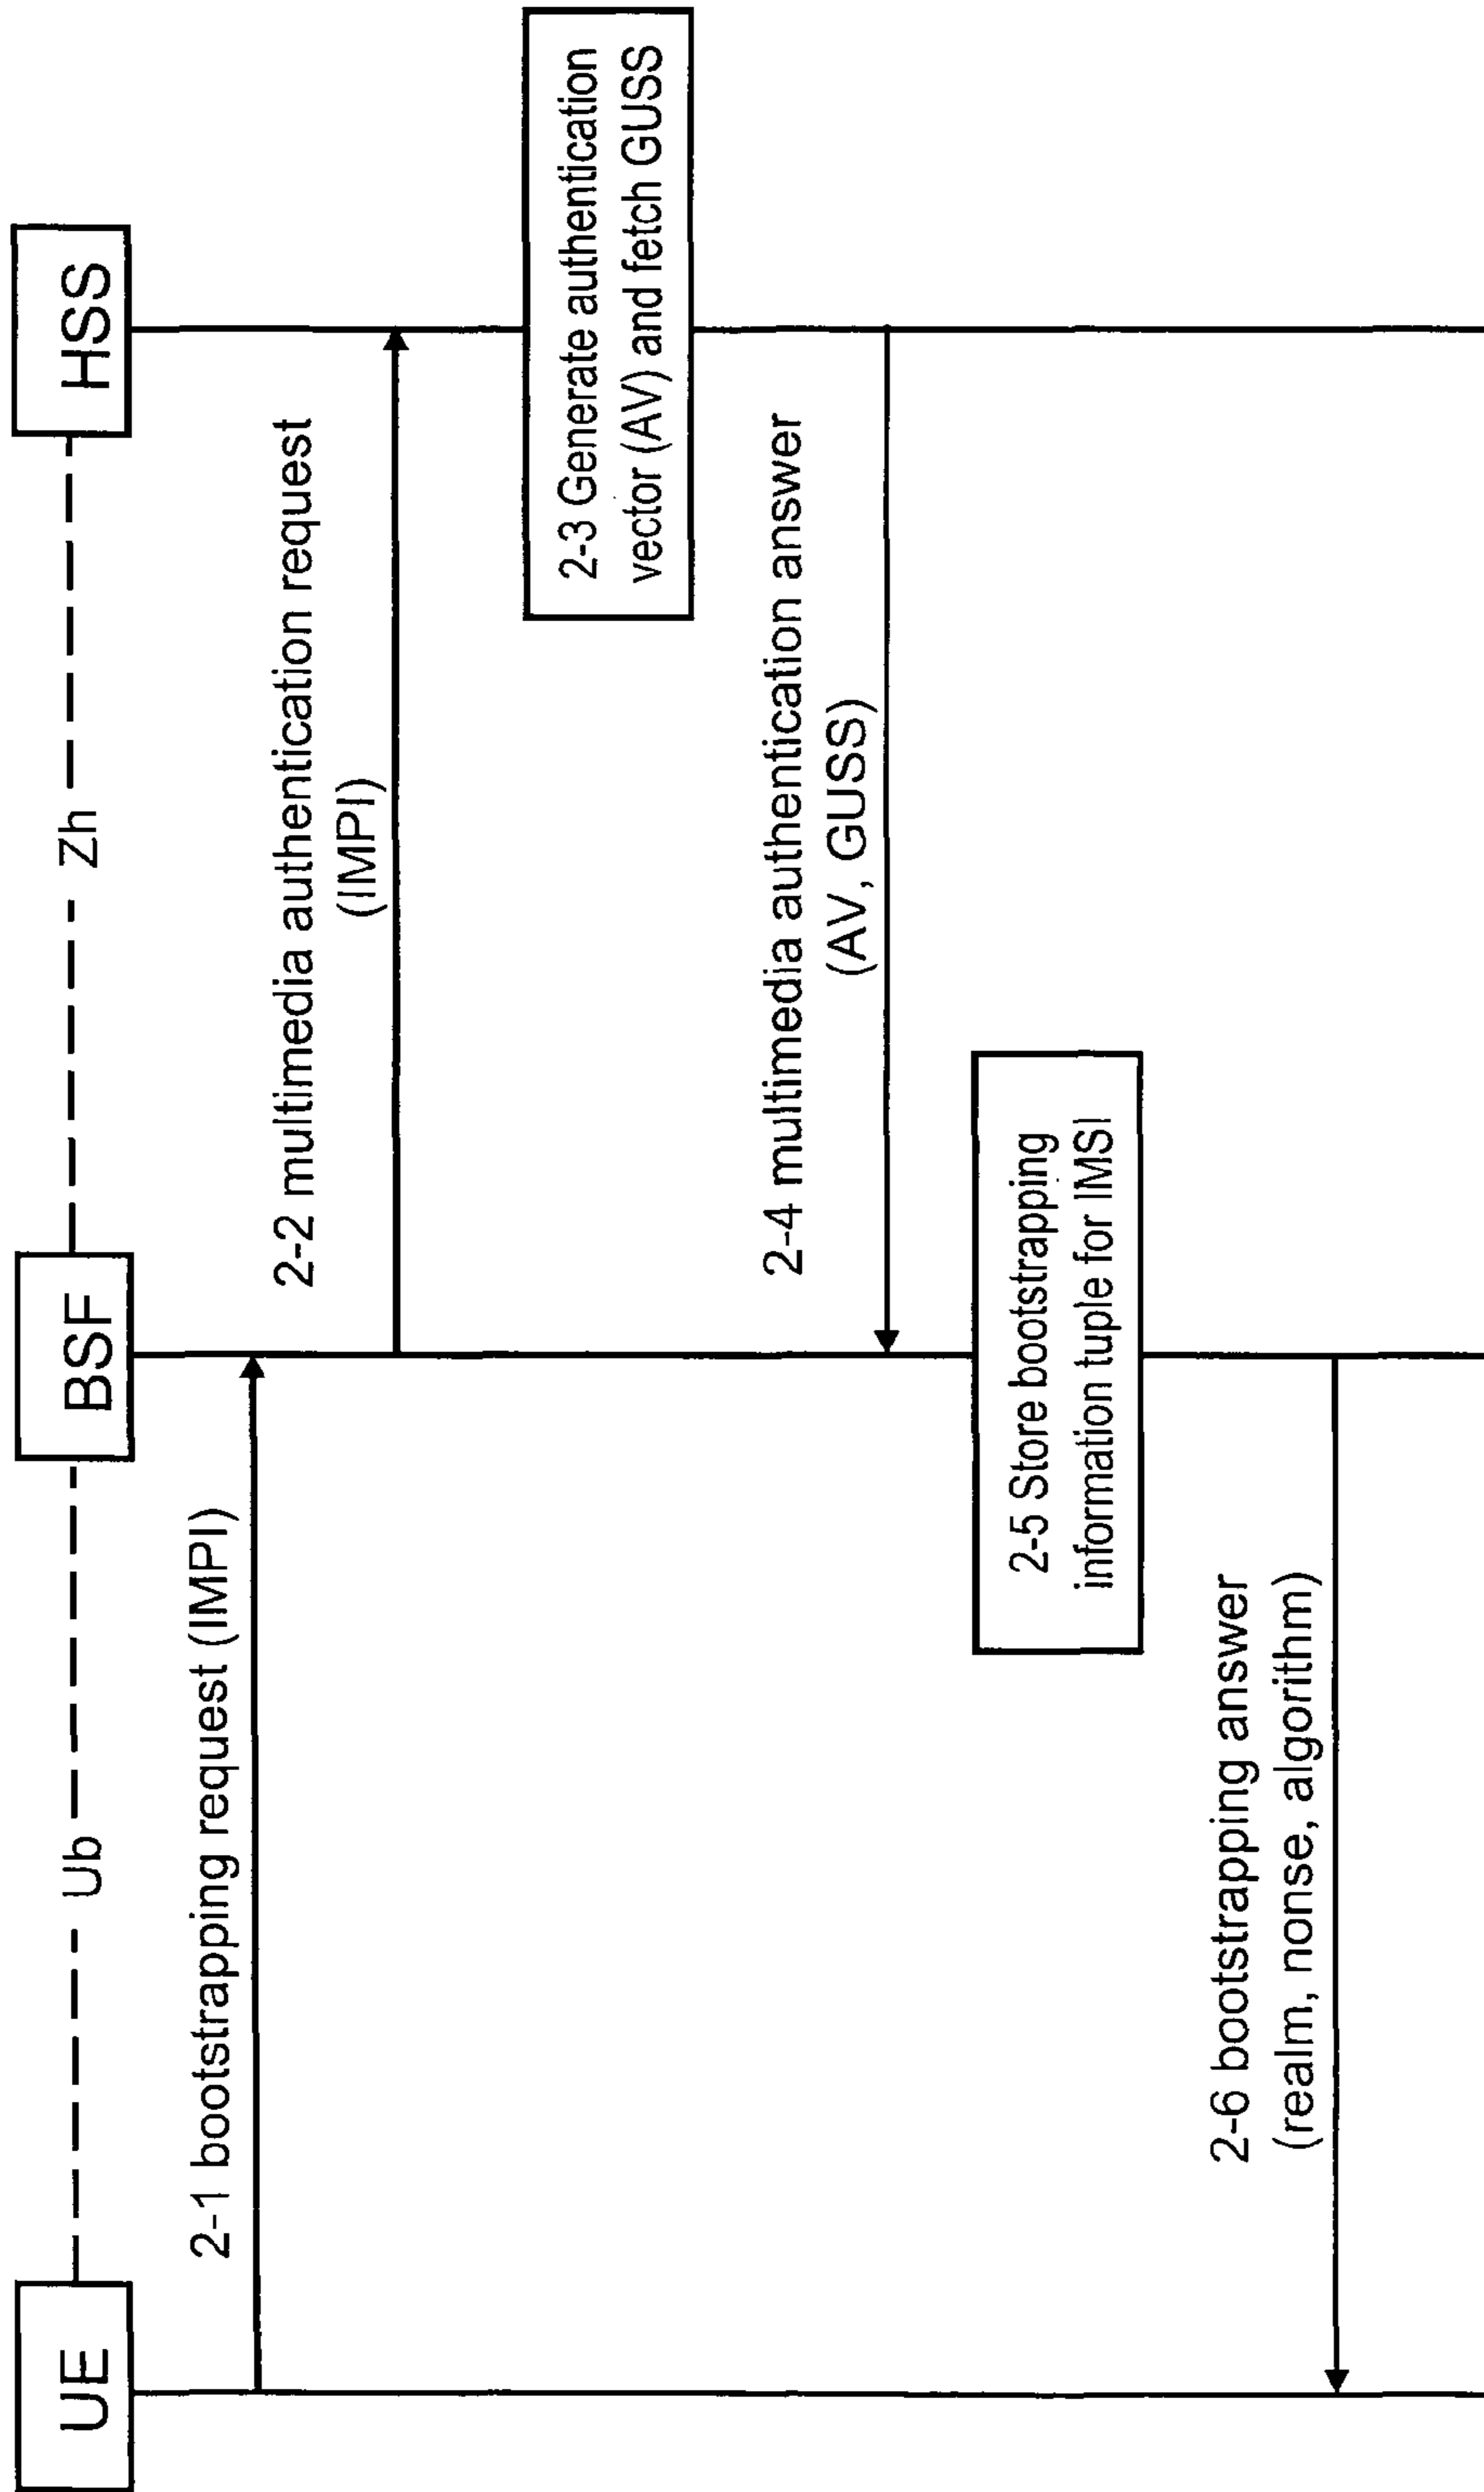 UE
Ub
BSF
Zh
HSS
2-1 bootstrapping request (IMPI)
2-2 multimedia authentication request
(IMPI)
2-3 Generate authentication
vector (AV) and fetch GUSS
2-4 multimedia authentication answer
(AV, GUSS)
2-5 Store bootstrapping
information tuple for IMSI
2-6 bootstrapping answer
(realm, nonse, algorithm)